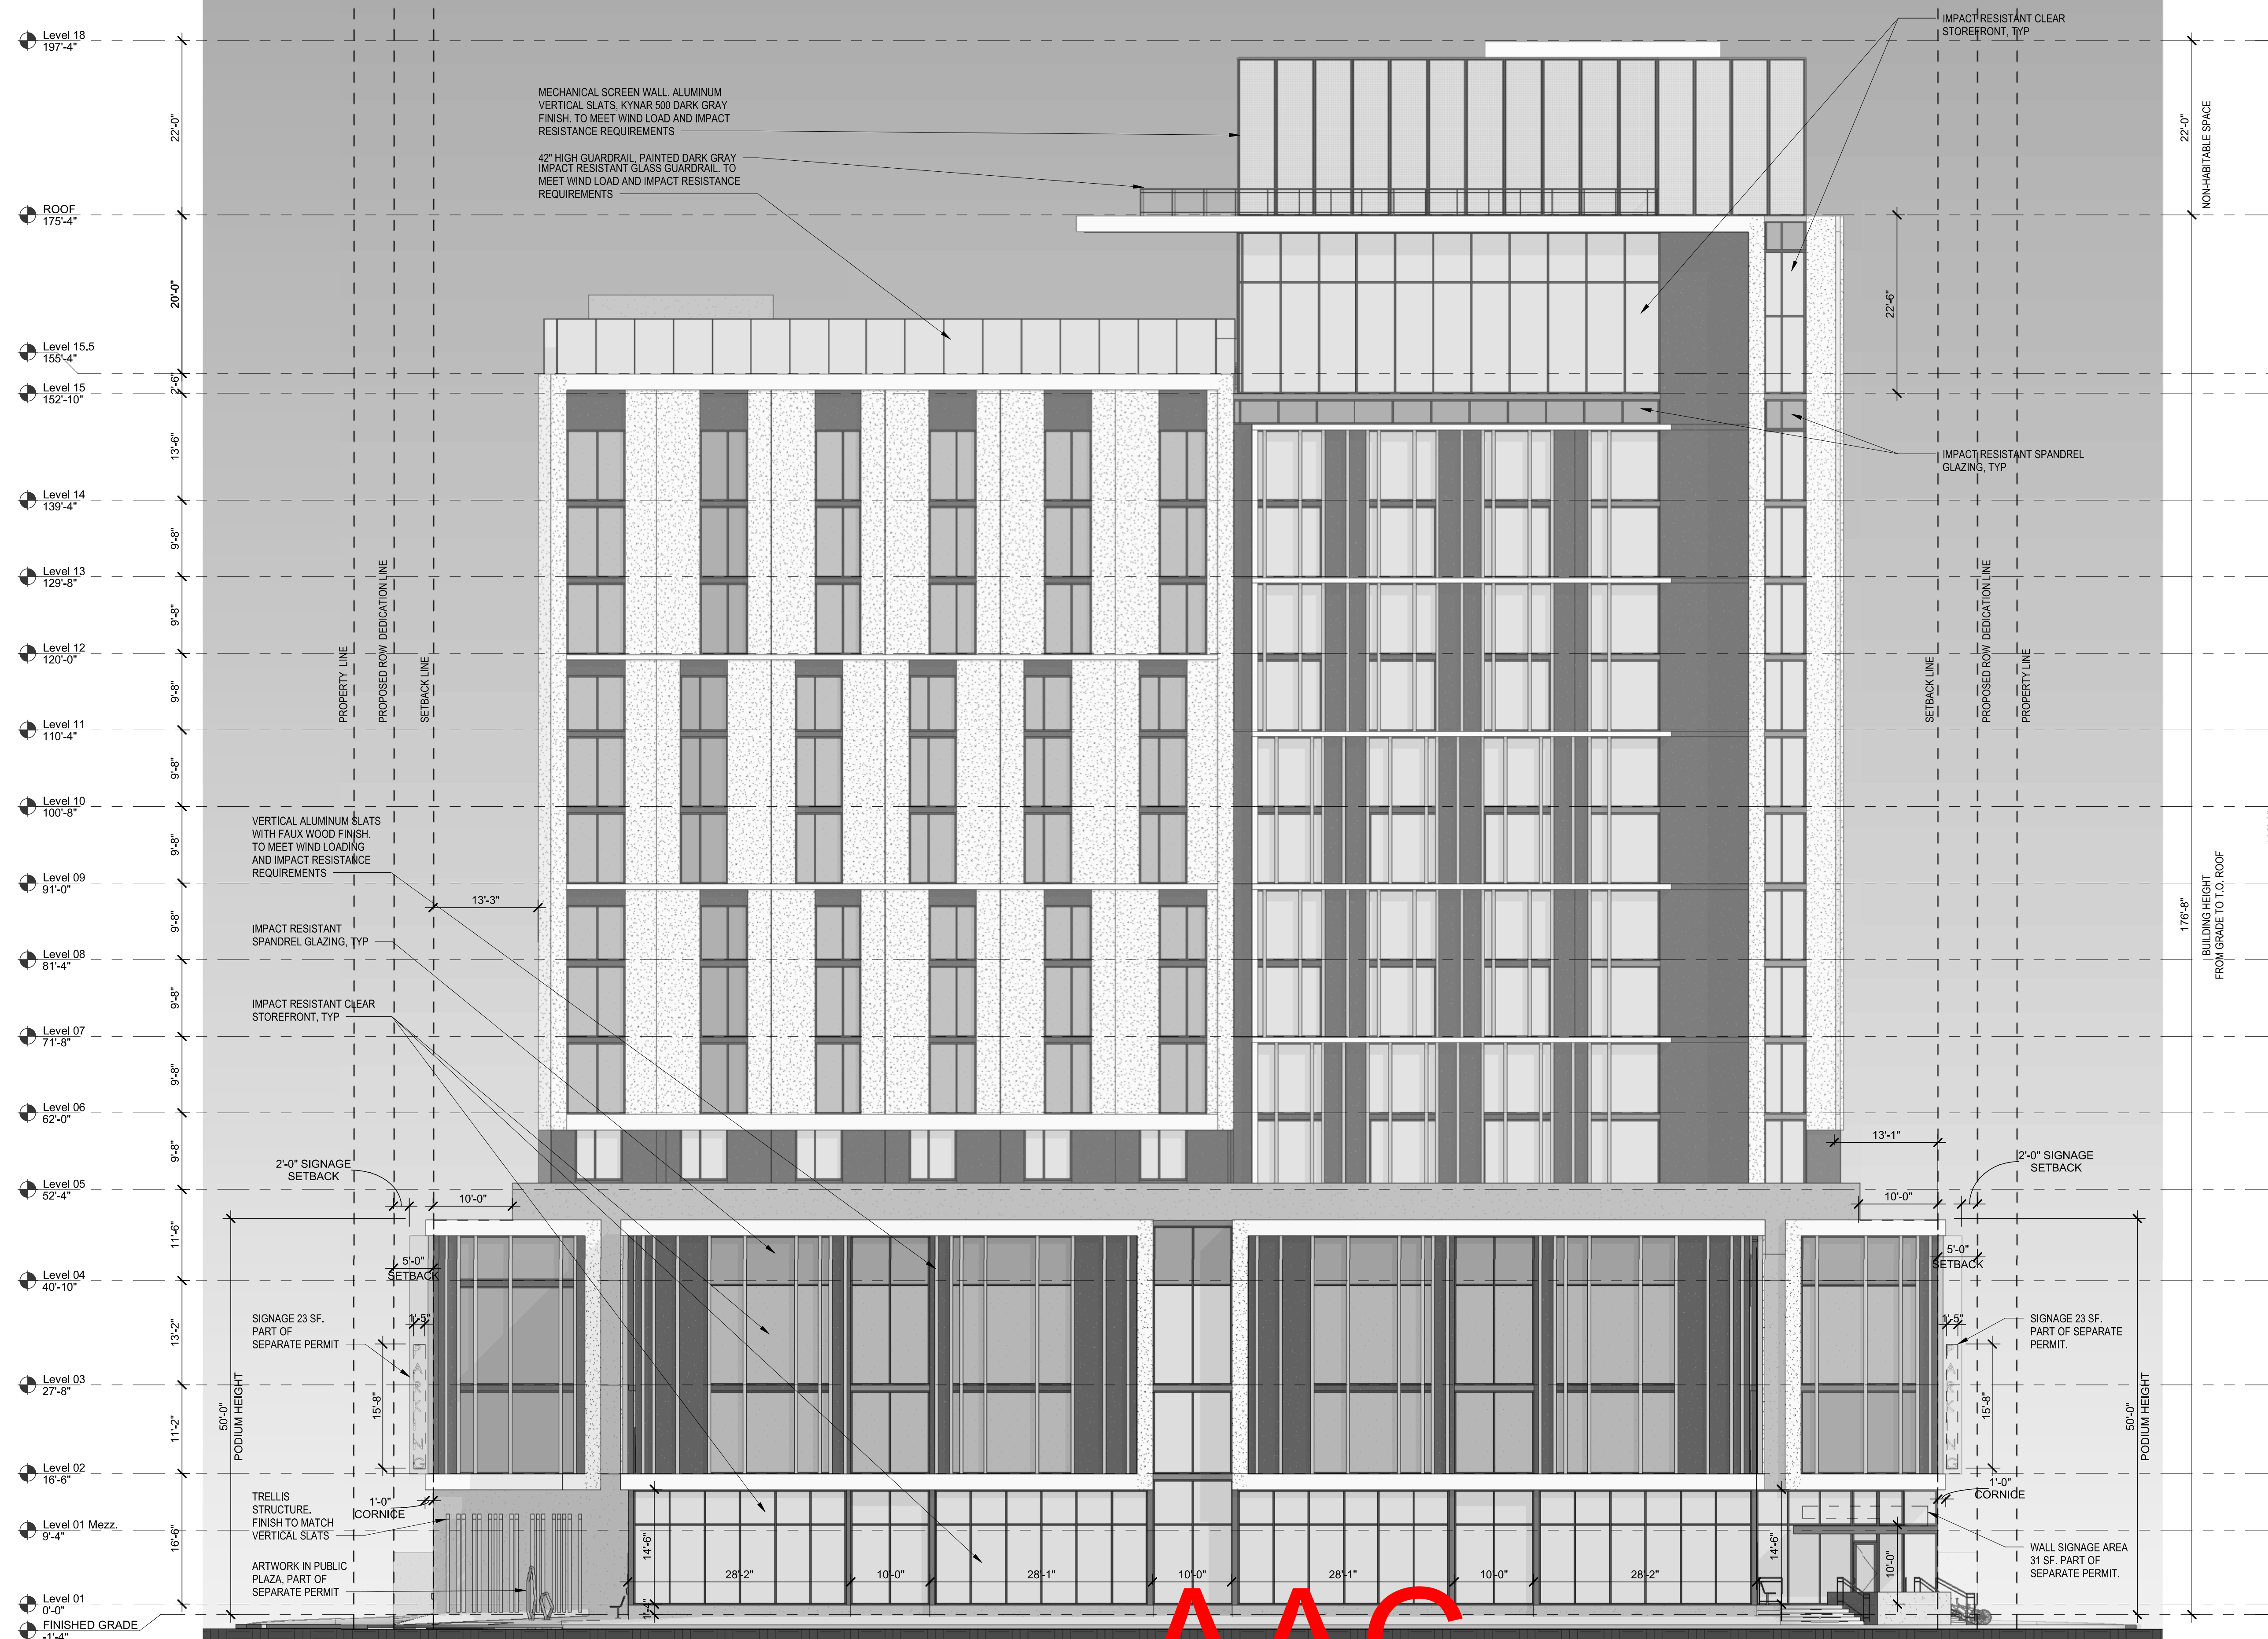 Level 18
197'-4"
ROOF
175'-4"
Level 15.5
155'-4"
Level 15
152'-10"
Level 14
139'-4"
Level 13
129'-8"
Level 12
120'-0"
Level 11
110'-4"
Level 10
100'-8"
Level 09
91'-0"
Level 08
81'-4"
Level 07
71'-8"
Level 06
62'-0"
Level 05
52'-4"
Level 04
40'-10"
Level 03
27'-8"
Level 02
16'-6"
Level 01 Mezz.
9'-4"
Level 01
0'-0"
FINISHED GRADE
-1'-4"
22'-0"
20'-0"
2'-6"
13'-6"
9'-8"
9'-8"
9'-8"
9'-8"
9'-8"
9'-8"
9'-8"
9'-8"
9'-8"
11'-6"
13'-2"
11'-2"
16'-6"
MECHANICAL SCREEN WALL. ALUMINUM
VERTICAL SLATS, KYNAR 500 DARK GRAY
FINISH. TO MEET WIND LOAD AND IMPACT
RESISTANCE REQUIREMENTS
42" HIGH GUARDRAIL, PAINTED DARK GRAY
IMPACT RESISTANT GLASS GUARDRAIL. TO
MEET WIND LOAD AND IMPACT RESISTANCE
REQUIREMENTS
PROPERTY LINE
PROPOSED ROW DEDICATION LINE
SETBACK LINE
VERTICAL ALUMINUM SLATS
WITH FAUX WOOD FINISH.
TO MEET WIND LOADING
AND IMPACT RESISTANCE
REQUIREMENTS
13'-3"
IMPACT RESISTANT
SPANDREL GLAZING, TYP
IMPACT RESISTANT CLEAR
STOREFRONT, TYP
2'-0" SIGNAGE
SETBACK
10'-0"
5'-0"
SETBACK
1'-5"
SIGNAGE 23 SF.
PART OF
SEPARATE PERMIT
PARKING
15'-8"
50'-0"
PODIUM HEIGHT
1'-0"
CORNICE
TRELLIS
STRUCTURE.
FINISH TO MATCH
VERTICAL SLATS
ARTWORK IN PUBLIC
PLAZA, PART OF
SEPARATE PERMIT
14'-6"
1'-4"
28'-2"
10'-0"
28'-1"
10'-0"
28'-1"
10'-0"
28'-2"
14'-6"
10'-0"
AAC
IMPACT RESISTANT CLEAR
STOREFRONT, TYP
22'-6"
IMPACT RESISTANT SPANDREL
GLAZING, TYP
SETBACK LINE
PROPOSED ROW DEDICATION LINE
PROPERTY LINE
13'-1"
2'-0" SIGNAGE
SETBACK
10'-0"
5'-0"
SETBACK
1'-5"
SIGNAGE 23 SF.
PART OF SEPARATE
PERMIT.
PARKING
15'-8"
1'-0"
CORNICE
WALL SIGNAGE AREA
31 SF. PART OF
SEPARATE PERMIT.
50'-0"
PODIUM HEIGHT
22'-0"
NON-HABITABLE SPACE
176'-8"
BUILDING HEIGHT
FROM GRADE TO T.O. ROOF